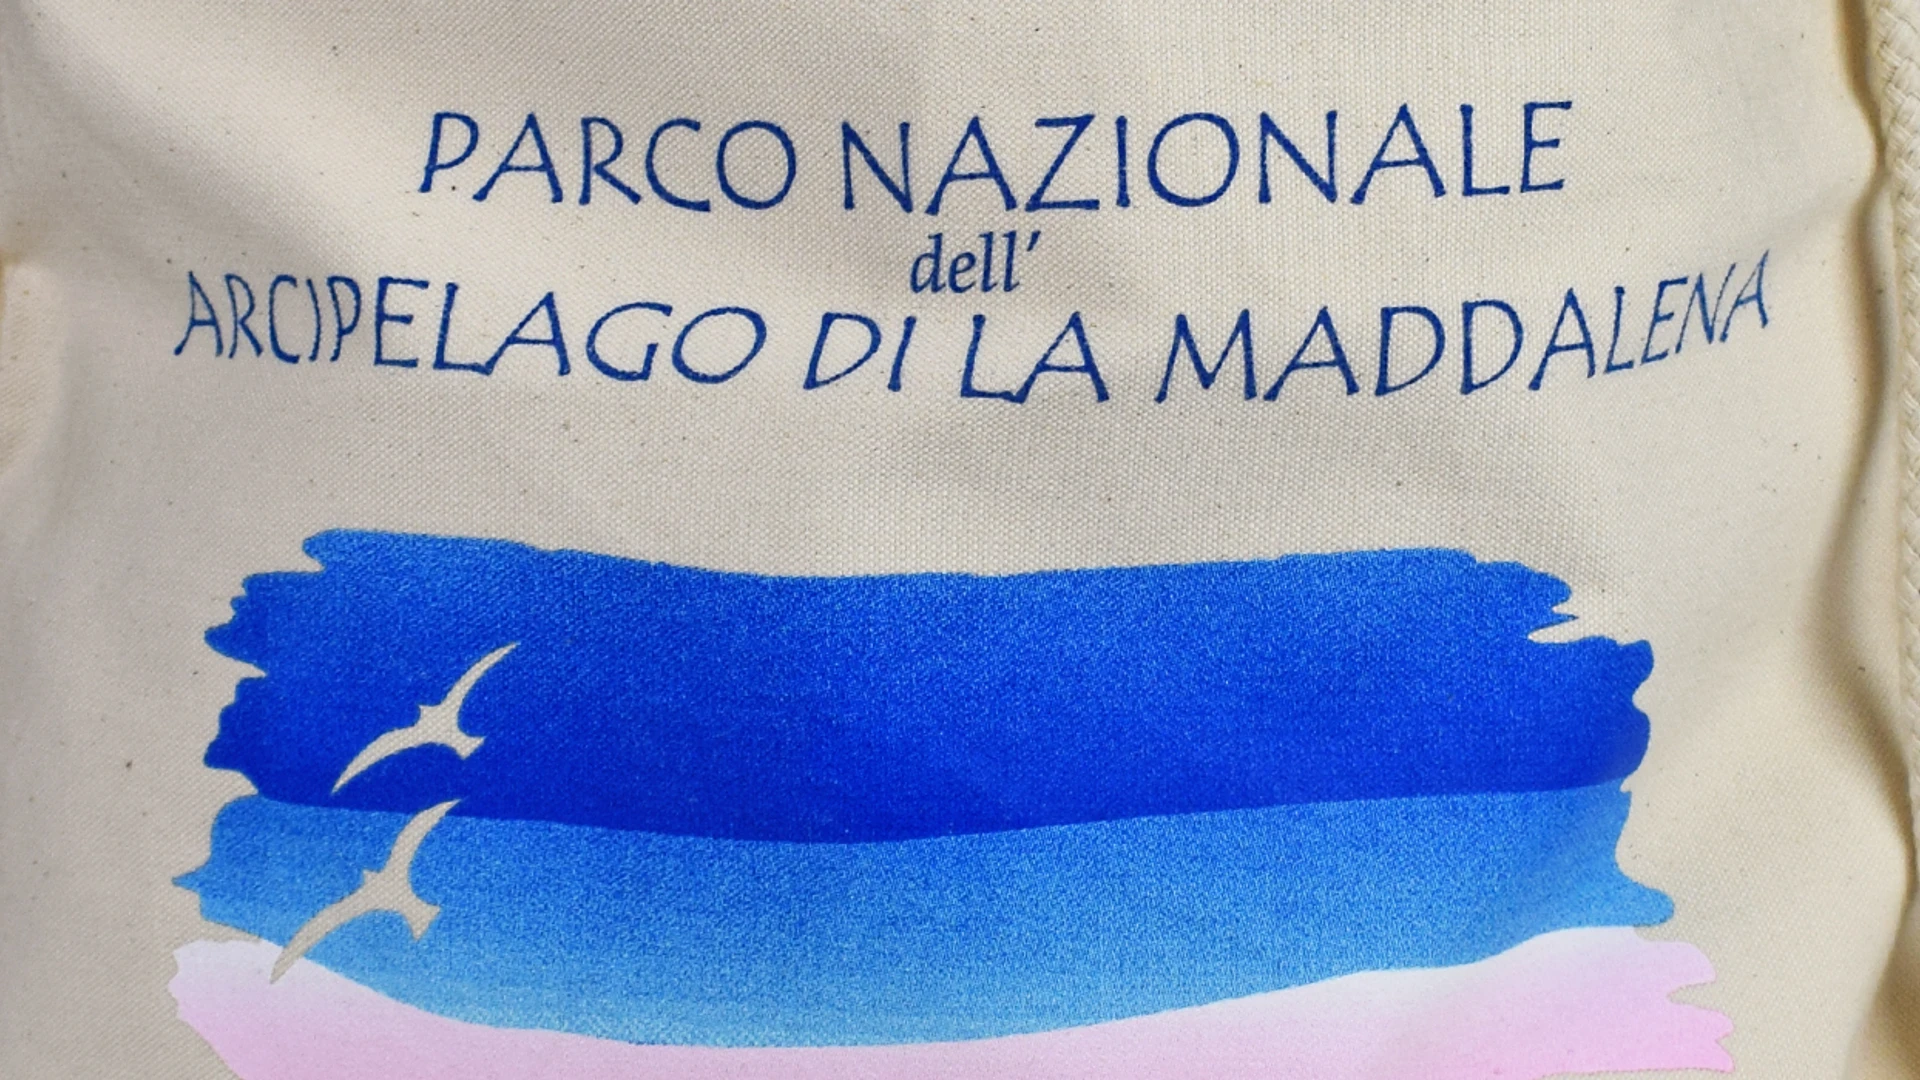 PARCO NAZIONALE
dell'
ARCIPELAGO DI LA MADDALENA